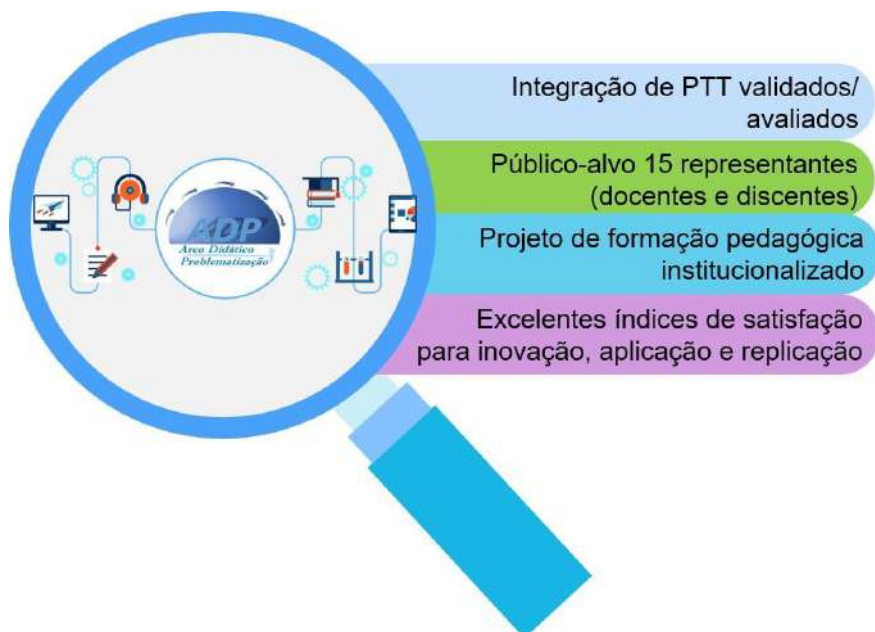 ADP
Arco Didático
Problematização
Integração de PTT validados/
avaliados
Público-alvo 15 representantes
(docentes e discentes)
Projeto de formação pedagógica
institucionalizado
Excelentes índices de satisfação
para inovação, aplicação e replicação